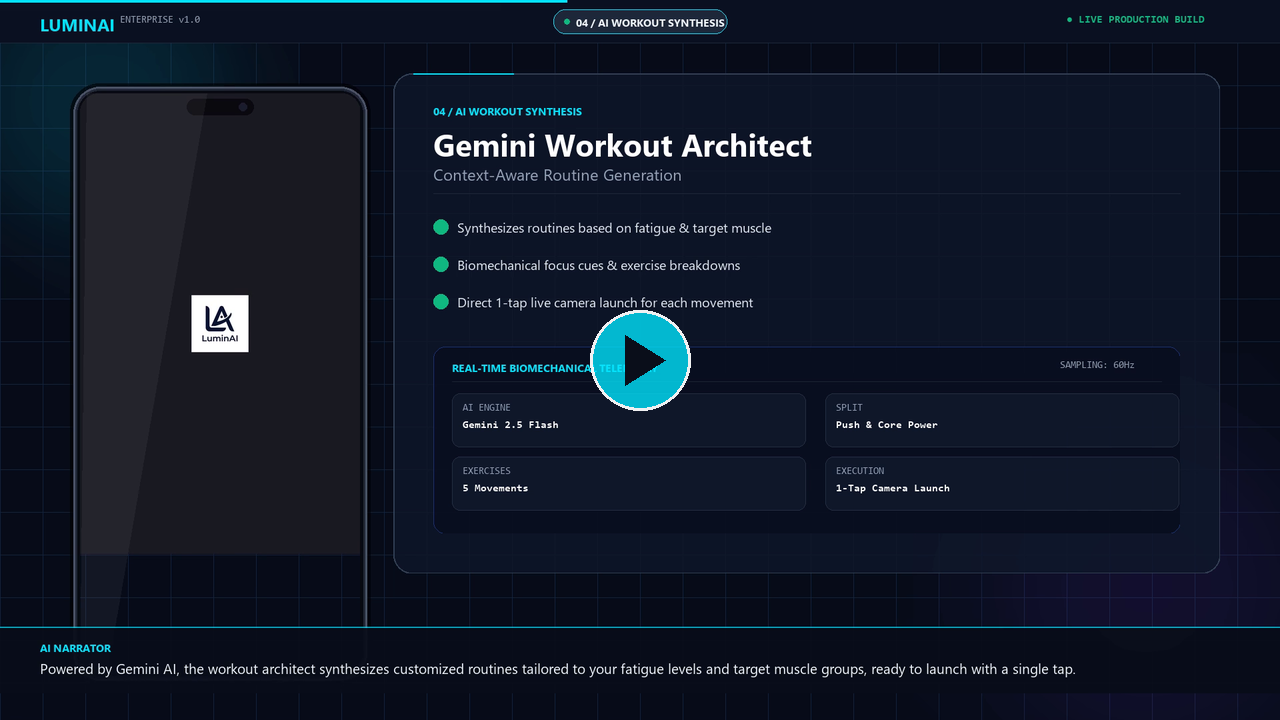 LUMINAI ENTERPRISE v1.0
04 / AI WORKOUT SYNTHESIS
LIVE PRODUCTION BUILD
LA
LuminAI
04 / AI WORKOUT SYNTHESIS
Gemini Workout Architect
Context-Aware Routine Generation
Synthesizes routines based on fatigue & target muscle
Biomechanical focus cues & exercise breakdowns
Direct 1-tap live camera launch for each movement
REAL-TIME BIOMECHANICAL
SAMPLING: 60Hz
AI ENGINE
Gemini 2.5 Flash
SPLIT
Push & Core Power
EXERCISES
5 Movements
EXECUTION
1-Tap Camera Launch
AI NARRATOR
Powered by Gemini AI, the workout architect synthesizes customized routines tailored to your fatigue levels and target muscle groups, ready to launch with a single tap.